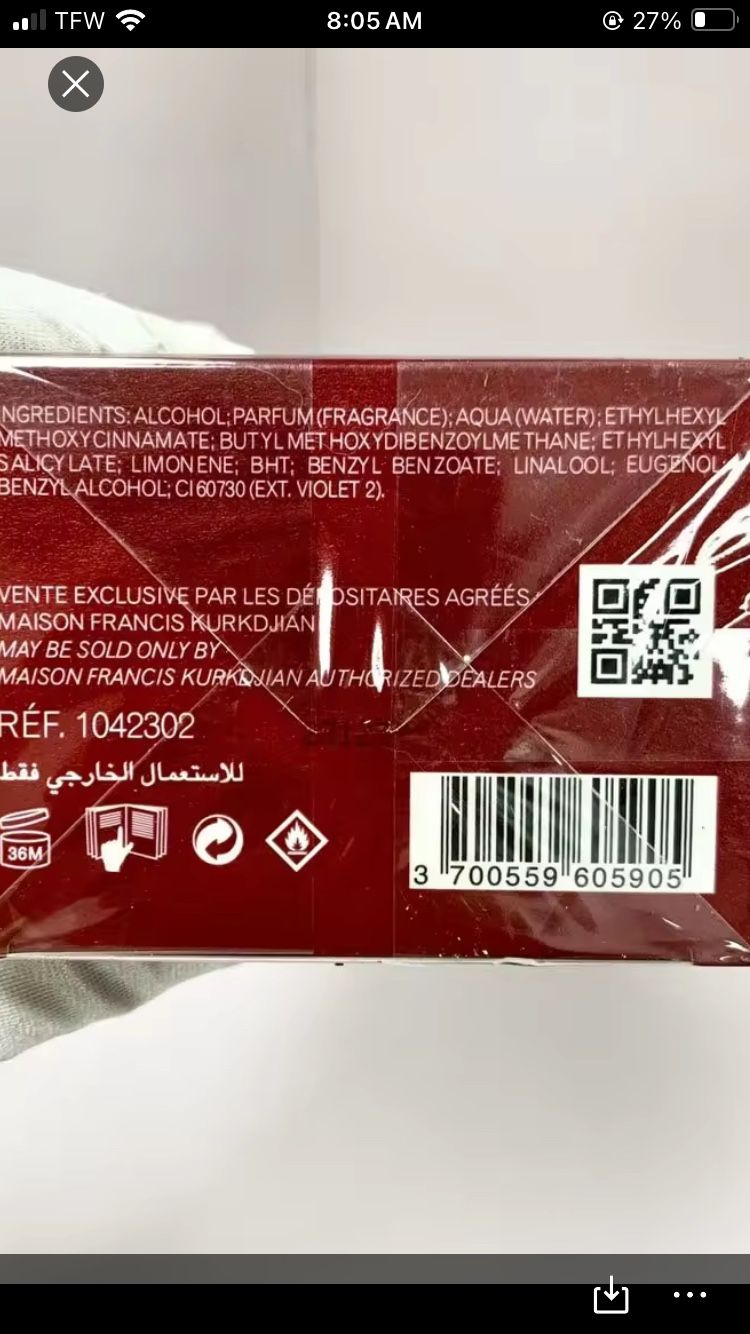 TFW
8:05 AM
27%
NGREDIENTS: ALCOHOL; PARFUM (FRAGRANCE); AQUA (WATER); ETHYLHEXYL
METHOXYCINNAMATE; BUTYL METHOXYDIBENZOYLMETHANE; ETHYLHEXYL
SALICYLATE; LIMONENE; BHT; BENZYL BENZOATE; LINALOOL; EUGENOL;
BENZYL ALCOHOL; CI 60730 (EXT. VIOLET 2).
VENTE EXCLUSIVE PAR LES DÉPOSITAIRES AGRÉÉS
MAISON FRANCIS KURKDJIAN
MAY BE SOLD ONLY BY
MAISON FRANCIS KURKDJIAN AUTHORIZED DEALERS
RÉF. 1042302
للاستعمال الخارجي فقط
36M
3 700559 605905